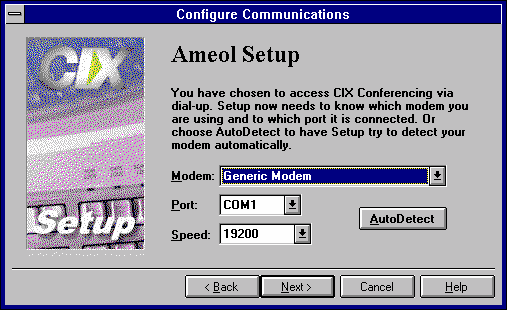 Configure Communications
CIX
Setup
Ameol Setup
You have chosen to access CIX Conferencing via
dial-up. Setup now needs to know which modem you
are using and to which port it is connected. Or
choose AutoDetect to have Setup try to detect your
modem automatically.
Modem: Generic Modem
Port: COM1
AutoDetect
Speed: 19200
< Back Next > Cancel Help